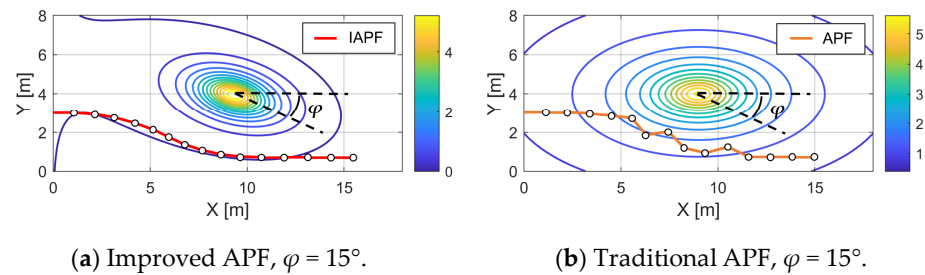 8
6
4
2
0
0
5
10
15
Y [m]
X [m]
IAPF
φ
4
2
0
8
6
4
2
0
0
5
10
15
Y [m]
X [m]
APF
φ
5
4
3
2
1
(a) Improved APF, φ = 15°.
(b) Traditional APF, φ = 15°.